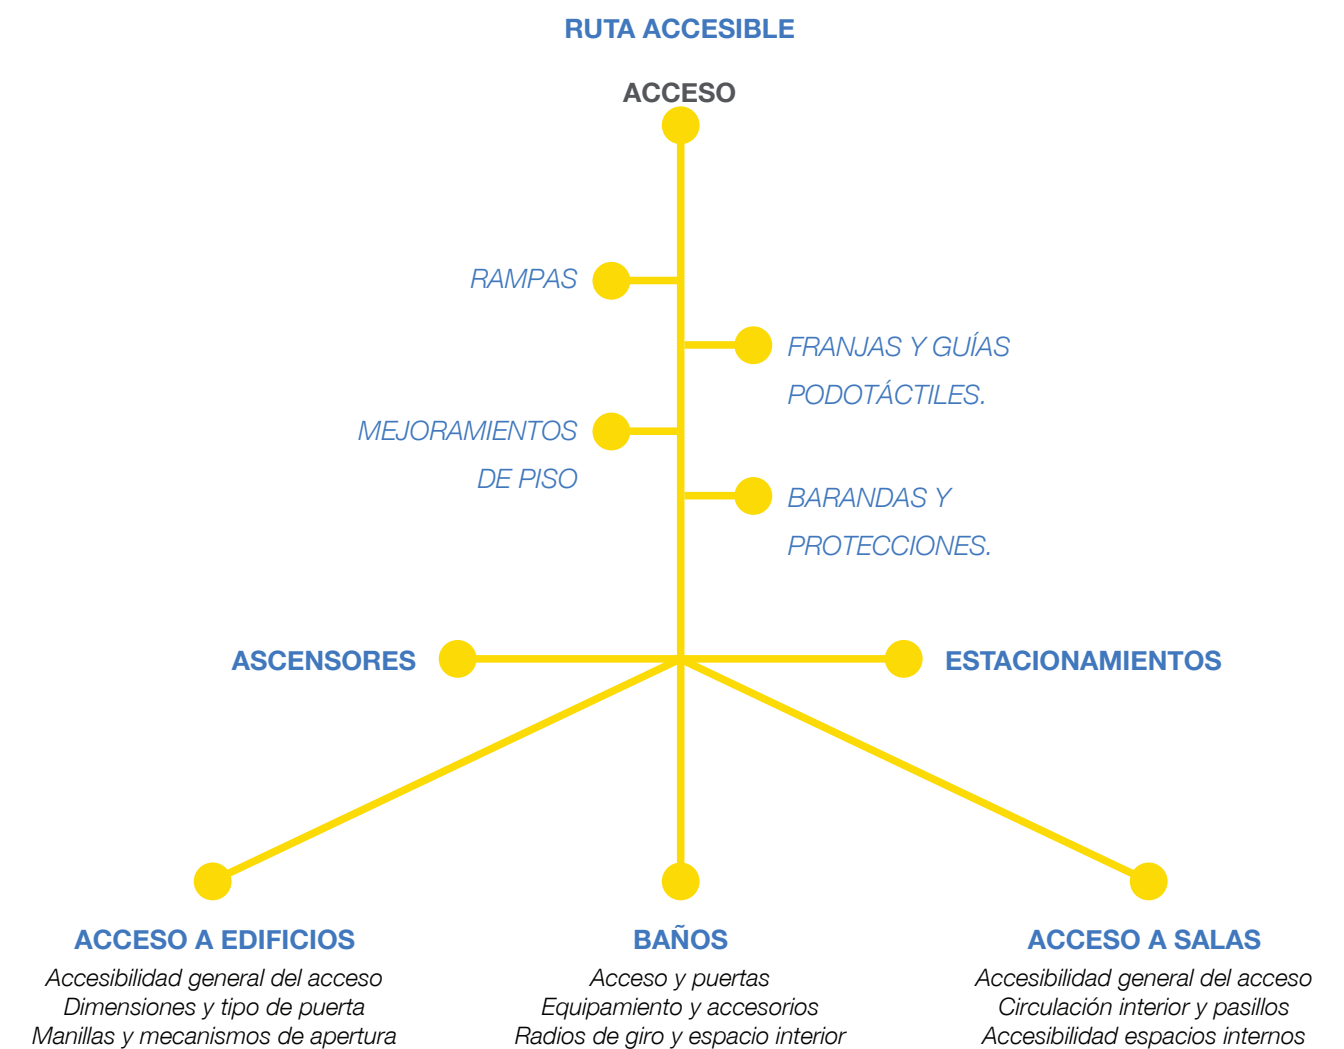 RUTA ACCESIBLE
ACCESO
RAMPAS
FRANJAS Y GUÍAS
PODOTÁCTILES.
MEJORAMIENTOS
DE PISO
BARANDAS Y
PROTECCIONES.
ASCENSORES
ESTACIONAMIENTOS
ACCESO A EDIFICIOS
Accesibilidad general del acceso
Dimensiones y tipo de puerta
Manillas y mecanismos de apertura
BAÑOS
Acceso y puertas
Equipamiento y accesorios
Radios de giro y espacio interior
ACCESO A SALAS
Accesibilidad general del acceso
Circulación interior y pasillos
Accesibilidad espacios internos